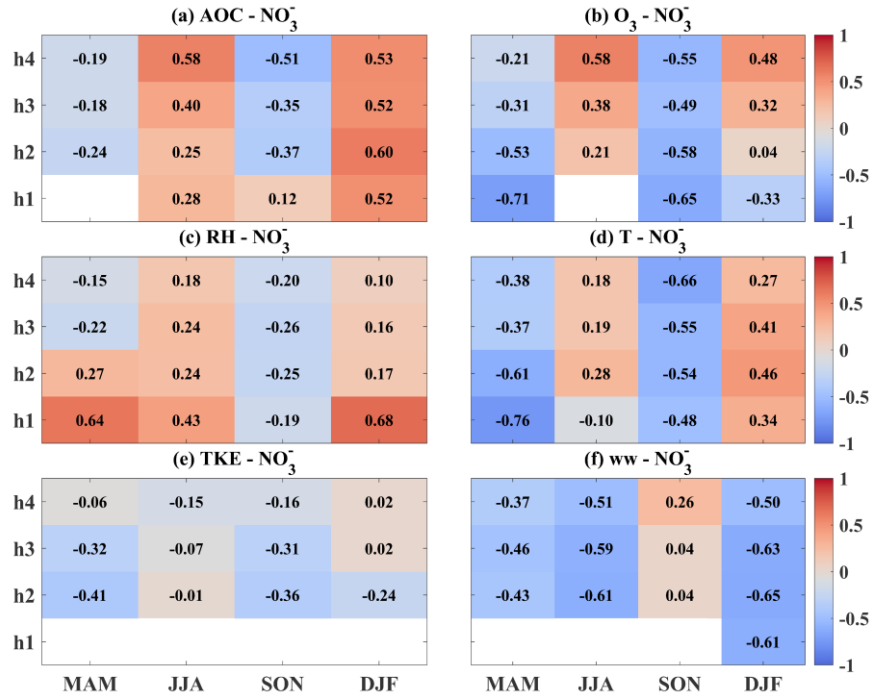 (a) AOC - NO₃⁻ (b) O₃ - NO₃⁻
h4 -0.19 0.58 -0.51 0.53 -0.21 0.58 -0.55 0.48 1
h3 -0.18 0.40 -0.35 0.52 -0.31 0.38 -0.49 0.32 0.5
0
h2 -0.24 0.25 -0.37 0.60 -0.53 0.21 -0.58 0.04
h1 0.28 0.12 0.52 -0.71 -0.65 -0.33 -0.5
-1
(c) RH - NO₃⁻ (d) T - NO₃⁻
h4 -0.15 0.18 -0.20 0.10 -0.38 0.18 -0.66 0.27 1
h3 -0.22 0.24 -0.26 0.16 -0.37 0.19 -0.55 0.41 0.5
0
h2 0.27 0.24 -0.25 0.17 -0.61 0.28 -0.54 0.46
h1 0.64 0.43 -0.19 0.68 -0.76 -0.10 -0.48 0.34 -0.5
-1
(e) TKE - NO₃⁻ (f) ww - NO₃⁻
h4 -0.06 -0.15 -0.16 0.02 -0.37 -0.51 0.26 -0.50 1
h3 -0.32 -0.07 -0.31 0.02 -0.46 -0.59 0.04 -0.63 0.5
0
h2 -0.41 -0.01 -0.36 -0.24 -0.43 -0.61 0.04 -0.65
h1 -0.61 -0.5
-1
MAM JJA SON DJF MAM JJA SON DJF